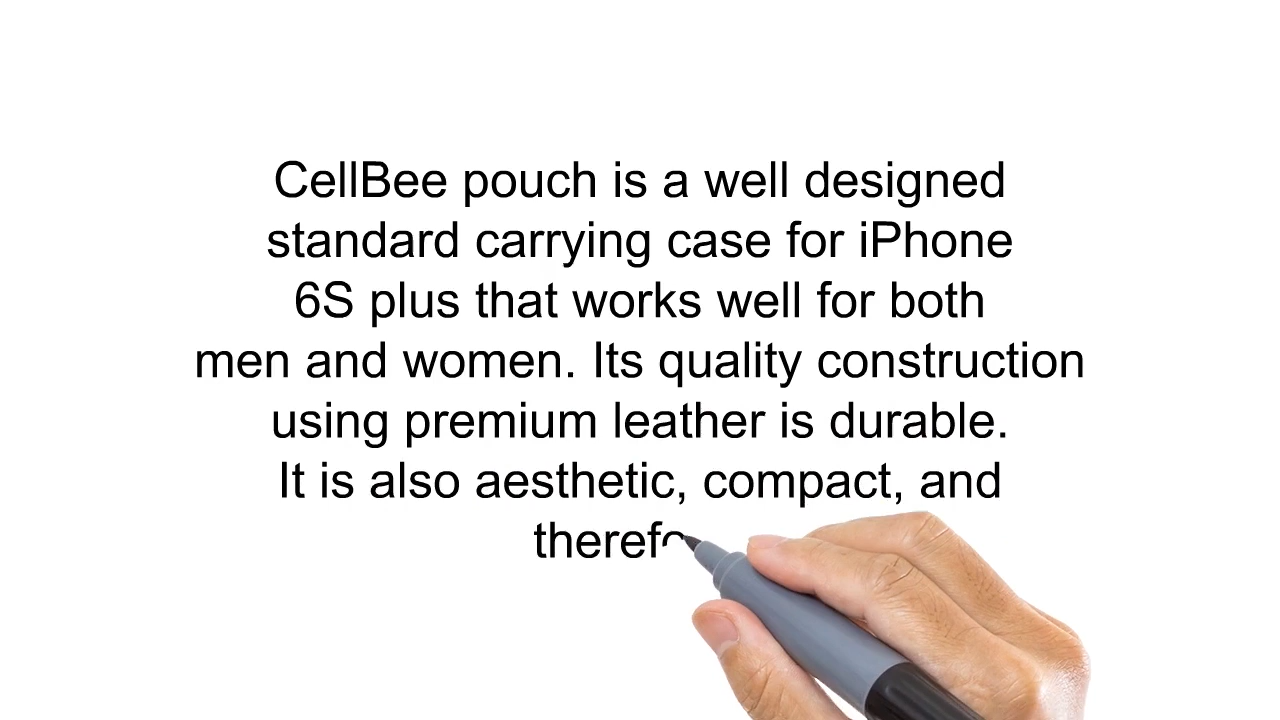 CellBee pouch is a well designed
standard carrying case for iPhone
6S plus that works well for both
men and women. Its quality construction
using premium leather is durable.
It is also aesthetic, compact, and